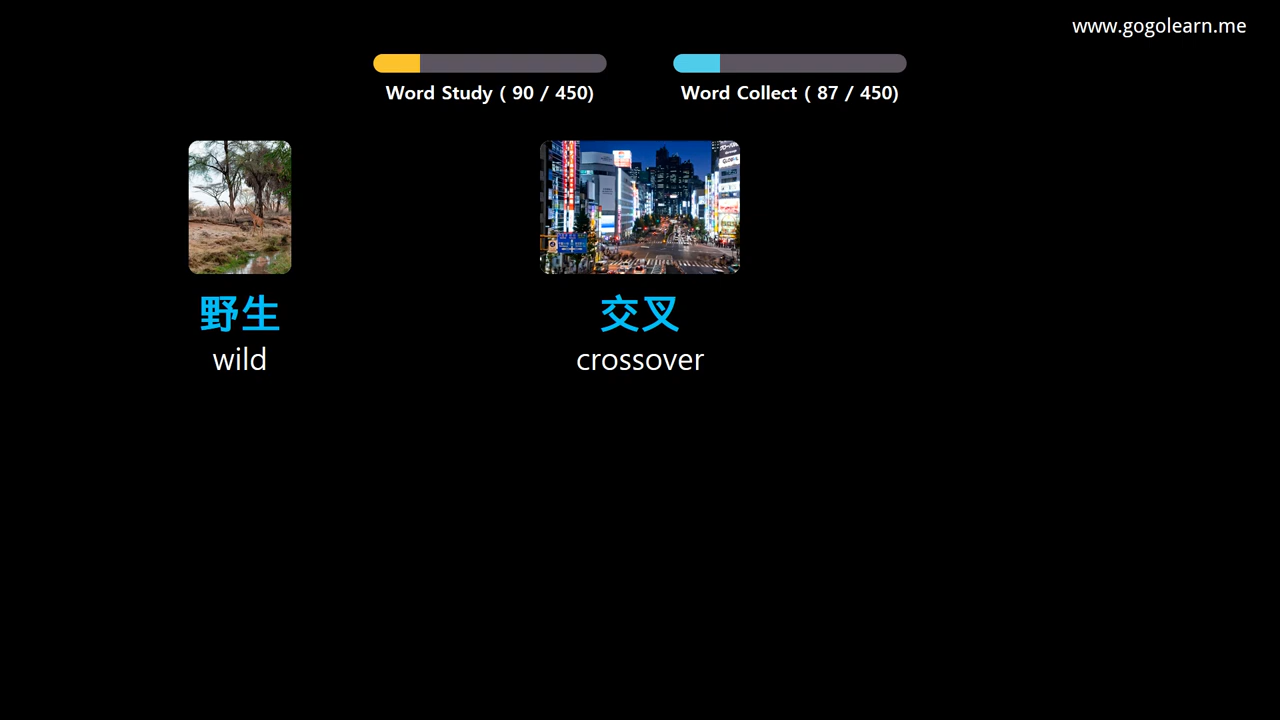 www.gogolearn.me
Word Study ( 90 / 450)
Word Collect ( 87 / 450)
野生
wild
交叉
crossover